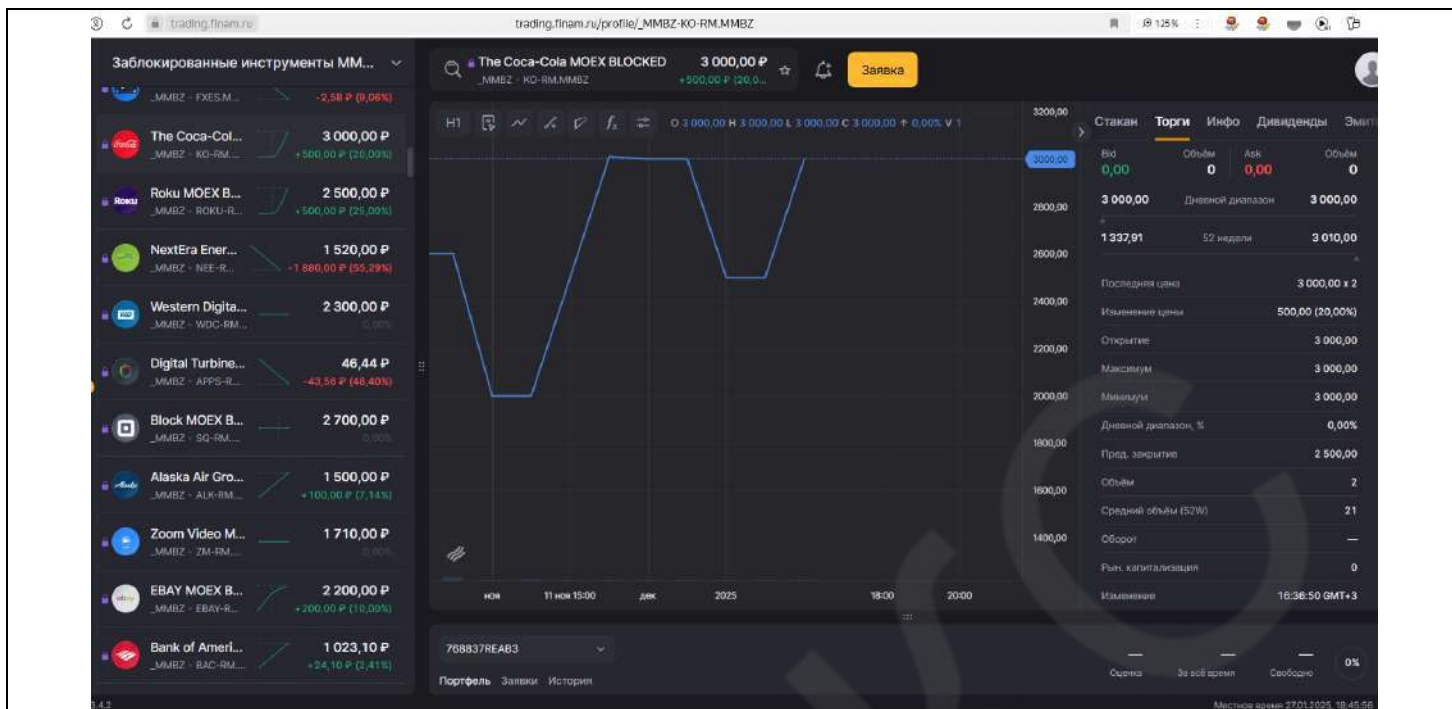 trading.finam.ru
trading.finam.ru/profile/_MMBZ-KO-RM.MMBZ
125%
Заблокированные инструменты ММ...
_MMBZ - FXES.M...
-2,58 ₽ (9,06%)
The Coca-Col...
3 000,00 ₽
_MMBZ - KO-RM....
+500,00 ₽ (20,00%)
Roku MOEX B...
2 500,00 ₽
_MMBZ - ROKU-R...
+500,00 ₽ (25,00%)
NextEra Ener...
1 520,00 ₽
_MMBZ - NEE-R...
-1 880,00 ₽ (55,29%)
Western Digita...
2 300,00 ₽
_MMBZ - WDC-RM...
0,00%
Digital Turbine...
46,44 ₽
_MMBZ - APPS-R...
-43,56 ₽ (48,40%)
Block MOEX B...
2 700,00 ₽
_MMBZ - SQ-RM....
0,00%
Alaska Air Gro...
1 500,00 ₽
_MMBZ - ALK-RM....
+100,00 ₽ (7,14%)
Zoom Video M...
1 710,00 ₽
_MMBZ - ZM-RM....
0,00%
EBAY MOEX B...
2 200,00 ₽
_MMBZ - EBAY-R...
+200,00 ₽ (10,00%)
Bank of Ameri...
1 023,10 ₽
_MMBZ - BAC-RM....
+24,10 ₽ (2,41%)
3.4.2
The Coca-Cola MOEX BLOCKED
3 000,00 ₽
_MMBZ - KO-RM.MMBZ
+500,00 ₽ (20,0...
Заявка
H1
O 3 000,00 H 3 000,00 L 3 000,00 C 3 000,00 ↑ 0,00% V 1
3200,00
3000,00
2800,00
2600,00
2400,00
2200,00
2000,00
1800,00
1600,00
1400,00
ноя
11 ноя 15:00
дек
2025
18:00
20:00
768837REAB3
Портфель Заявки История
Стакан Торги Инфо Дивиденды Эмит
Bid Объём Ask Объём
0,00 0 0,00 0
3 000,00 Дневной диапазон 3 000,00
1 337,91 52 недели 3 010,00
Последняя цена 3 000,00 x 2
Изменение цены 500,00 (20,00%)
Открытие 3 000,00
Максимум 3 000,00
Минимум 3 000,00
Дневной диапазон, % 0,00%
Пред. закрытие 2 500,00
Объём 2
Средний объём (52W) 21
Оборот —
Рын. капитализация 0
Изменение 16:36:50 GMT+3
— — —
Оценка За всё время Свободно
0%
Местное время 27.01.2025, 18:45:56